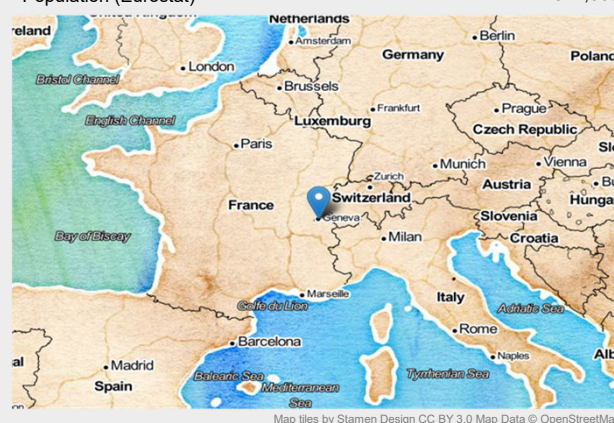 Population (Eurostat)
Netherlands
Amsterdam
Berlin
London
Germany
Bristol Channel
Brussels
Frankfurt
Prague
English Channel
Luxemburg
Czech Republic
Paris
Munich
Vienna
Zurich
Austria
France
Switzerland
Geneva
Slovenia
Bay of Biscay
Milan
Croatia
Marseille
Italy
Golfe du Lion
Adriatic Sea
Rome
Barcelona
Naples
Madrid
Balearic Sea
Tyrrhenian Sea
Spain
Mediterranean
Sea
Map tiles by Stamen Design CC BY 3.0 Map Data © OpenStreetMa